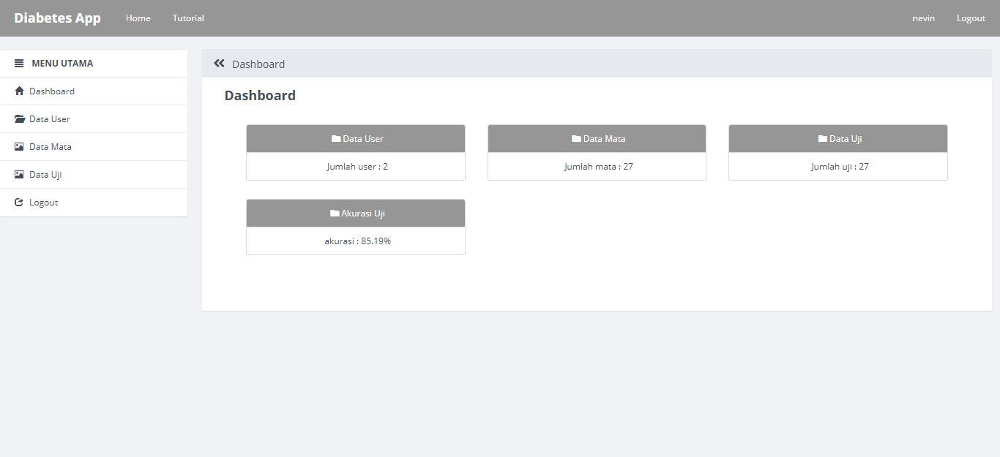 Diabetes App Home Tutorial nevin Logout
MENU UTAMA
Dashboard
Data User
Data Mata
Data Uji
Logout
Dashboard
Dashboard
Data User
Jumlah user : 2
Data Mata
Jumlah mata : 27
Data Uji
Jumlah uji : 27
Akurasi Uji
akurasi : 85.19%